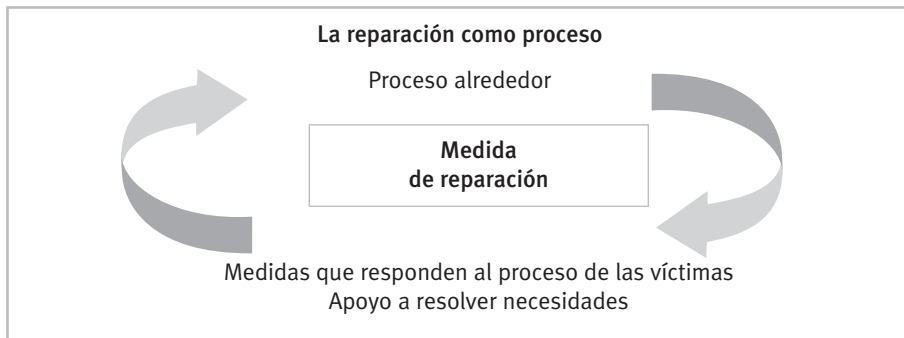 La reparación como proceso
Proceso alrededor
Medida
de reparación
Medidas que responden al proceso de las víctimas
Apoyo a resolver necesidades